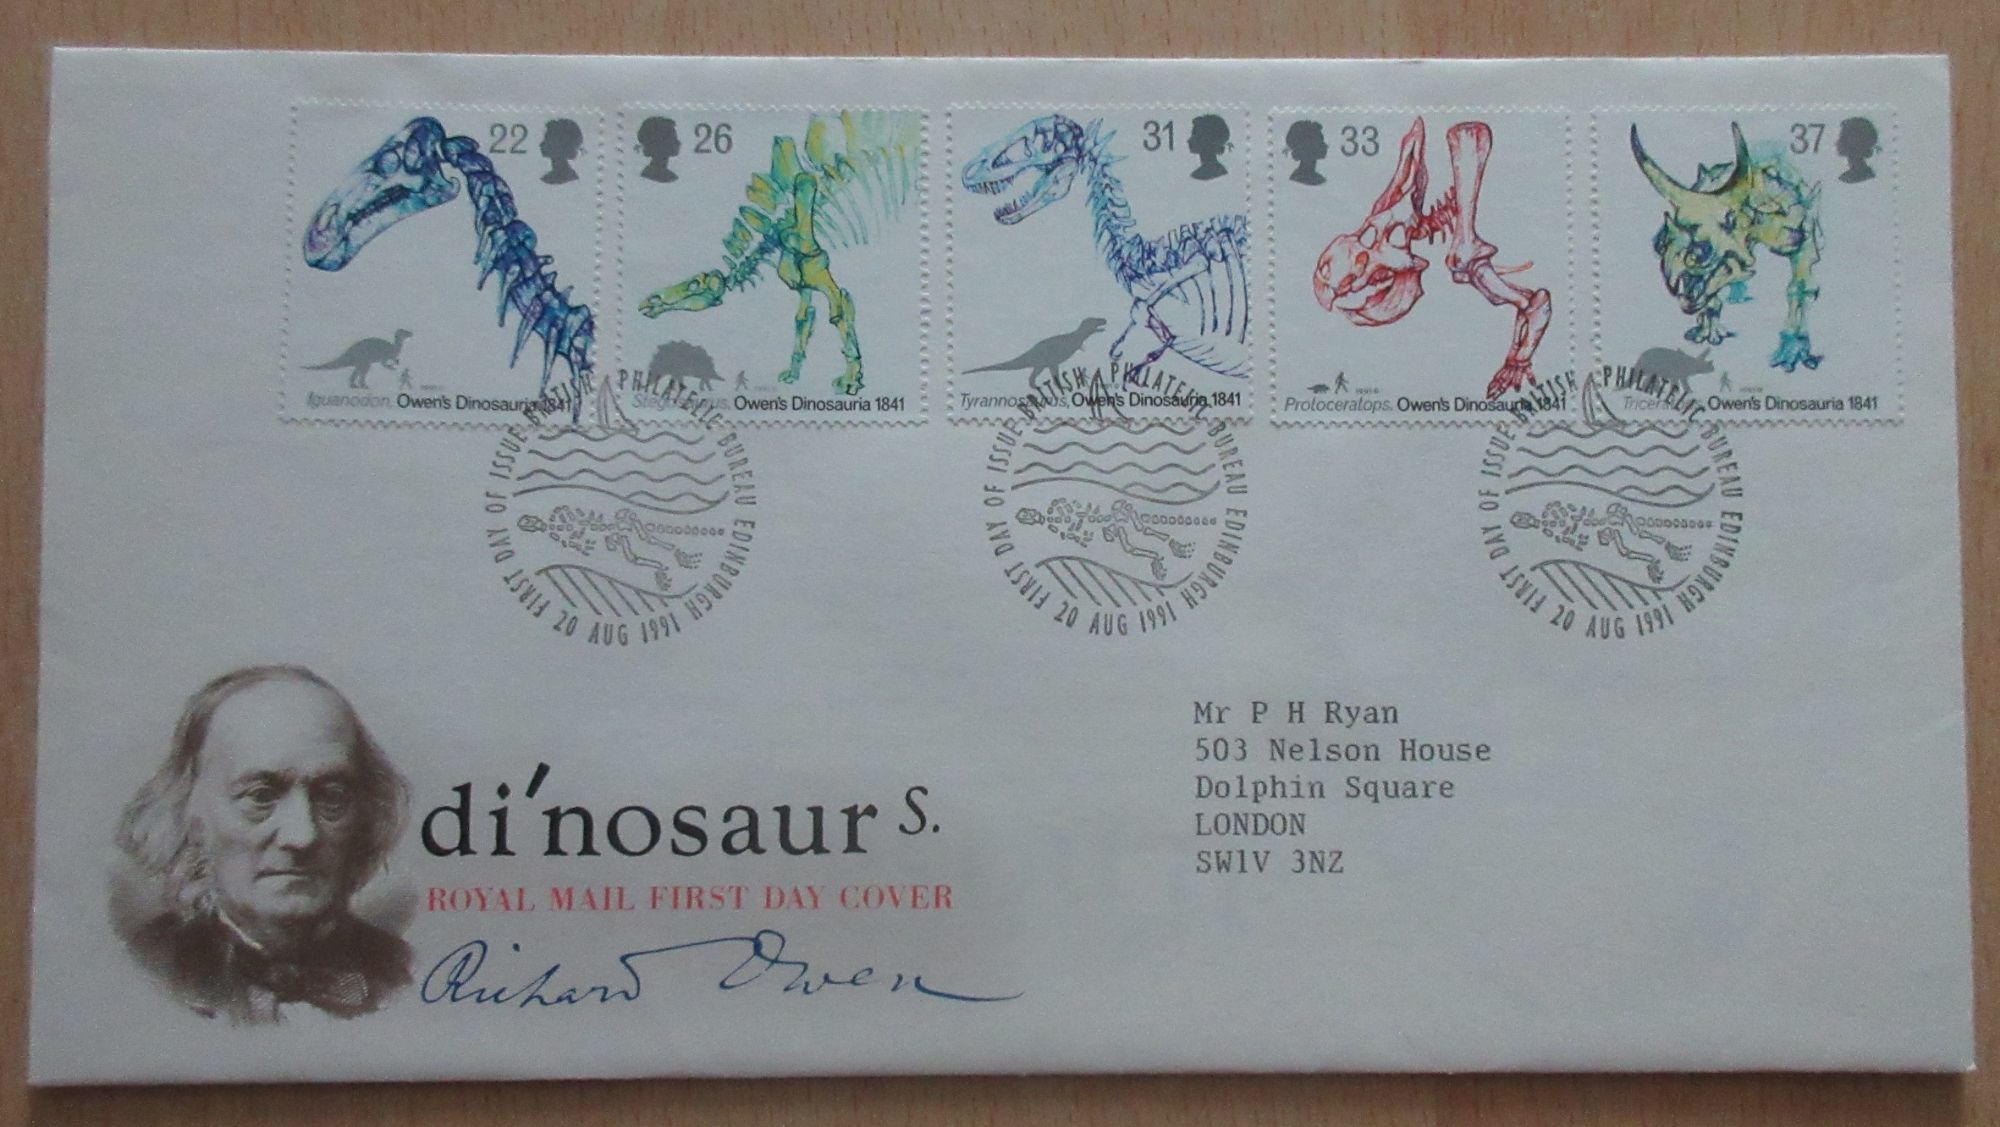 22
Iguanodon. Owen's Dinosauria 1841
26
Stegosaurus. Owen's Dinosauria 1841
31
Tyrannosaurus. Owen's Dinosauria 1841
33
Protoceratops. Owen's Dinosauria 1841
37
Triceratops. Owen's Dinosauria 1841
FIRST DAY OF ISSUE BRITISH PHILATELIC BUREAU EDINBURGH
20 AUG 1991
FIRST DAY OF ISSUE BRITISH PHILATELIC BUREAU EDINBURGH
20 AUG 1991
FIRST DAY OF ISSUE BRITISH PHILATELIC BUREAU EDINBURGH
20 AUG 1991
di'nosaur s.
ROYAL MAIL FIRST DAY COVER
Richard Owen
Mr P H Ryan
503 Nelson House
Dolphin Square
LONDON
SW1V 3NZ